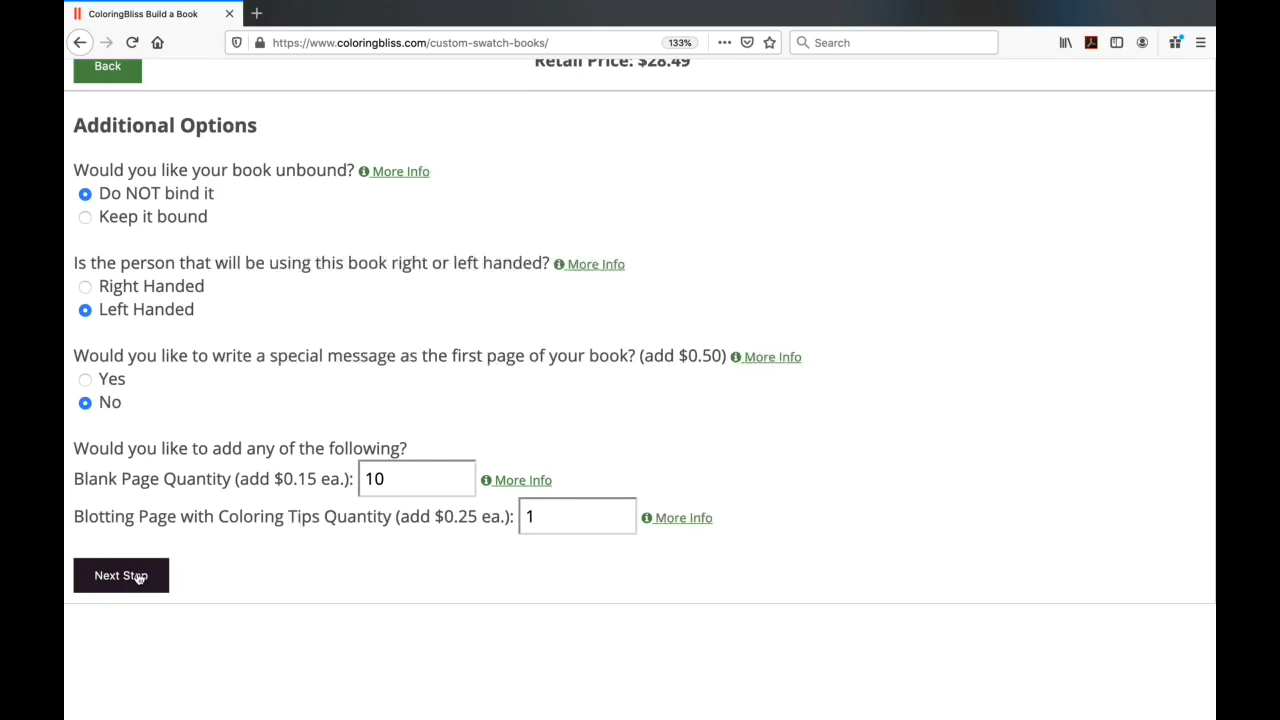 ColoringBliss Build a Book
https://www.coloringbliss.com/custom-swatch-books/
133%
Search
Back
Retail Price: $28.49
Additional Options
Would you like your book unbound? More Info
Do NOT bind it
Keep it bound
Is the person that will be using this book right or left handed? More Info
Right Handed
Left Handed
Would you like to write a special message as the first page of your book? (add $0.50) More Info
Yes
No
Would you like to add any of the following?
Blank Page Quantity (add $0.15 ea.): 10 More Info
Blotting Page with Coloring Tips Quantity (add $0.25 ea.): 1 More Info
Next Step